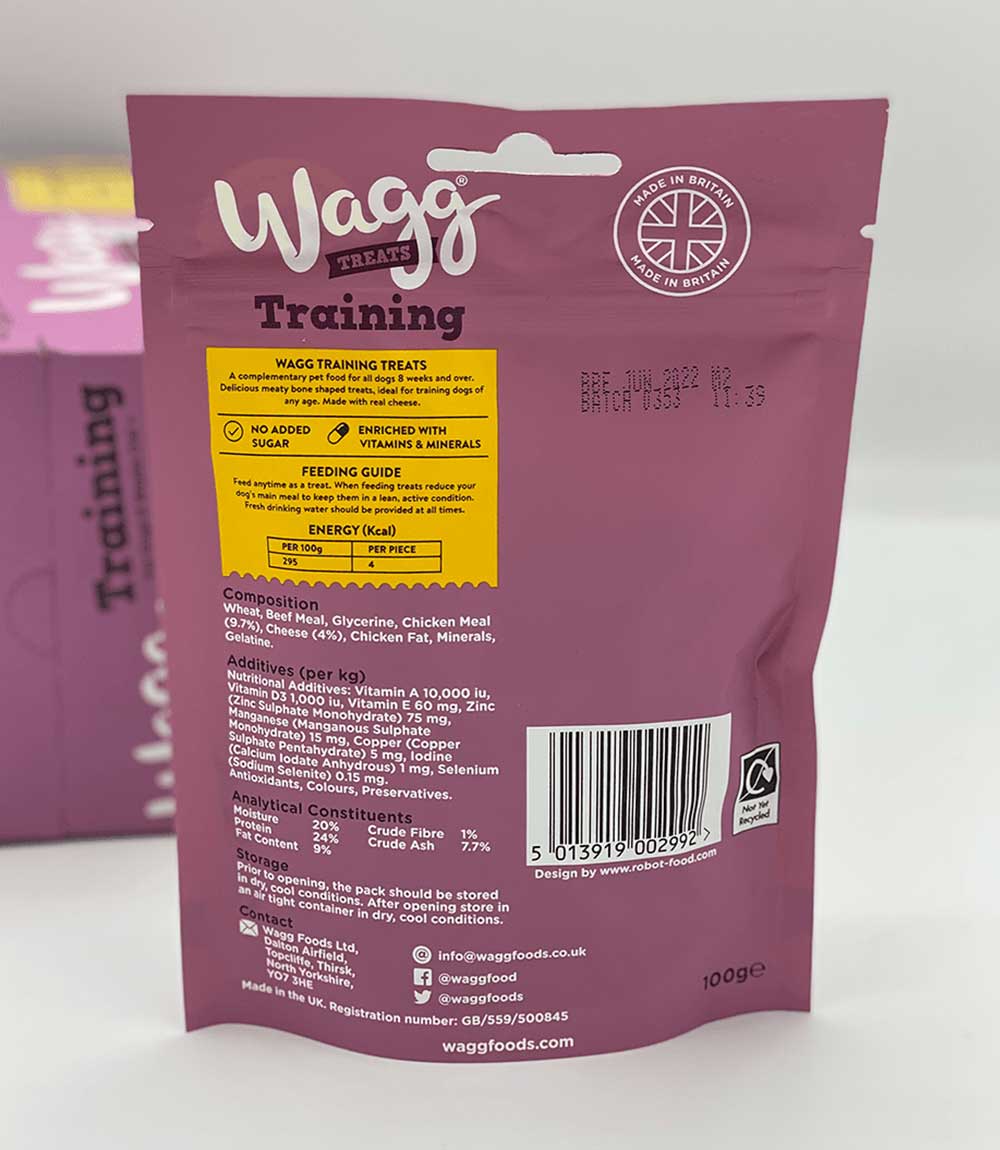 Wagg®
TREATS
Training
MADE IN BRITAIN
MADE IN BRITAIN
WAGG TRAINING TREATS
A complementary pet food for all dogs 8 weeks and over.
Delicious meaty bone shaped treats, ideal for training dogs of
any age. Made with real cheese.
NO ADDED
SUGAR
ENRICHED WITH
VITAMINS & MINERALS
FEEDING GUIDE
Feed anytime as a treat. When feeding treats reduce your
dog's main meal to keep them in a lean, active condition.
Fresh drinking water should be provided at all times.
ENERGY (Kcal)
PER 100g PER PIECE
295 4
BBE JUN 2022 W2
BATCH 0353 11:39
Composition
Wheat, Beef Meal, Glycerine, Chicken Meal
(9.7%), Cheese (4%), Chicken Fat, Minerals,
Gelatine.
Additives (per kg)
Nutritional Additives: Vitamin A 10,000 iu,
Vitamin D3 1,000 iu, Vitamin E 60 mg, Zinc
(Zinc Sulphate Monohydrate) 75 mg,
Manganese (Manganous Sulphate
Monohydrate) 15 mg, Copper (Copper
Sulphate Pentahydrate) 5 mg, Iodine
(Calcium Iodate Anhydrous) 1 mg, Selenium
(Sodium Selenite) 0.15 mg.
Antioxidants, Colours, Preservatives.
Analytical Constituents
Moisture 20% Crude Fibre 1%
Protein 24% Crude Ash 7.7%
Fat Content 9%
Storage
Prior to opening, the pack should be stored
in dry, cool conditions. After opening store in
an air tight container in dry, cool conditions.
Contact
Wagg Foods Ltd,
Dalton Airfield,
Topcliffe, Thirsk,
North Yorkshire,
YO7 3HE
info@waggfoods.co.uk
@waggfood
@waggfoods
Made in the UK. Registration number: GB/559/500845
waggfoods.com
5 013919 002992 >
Design by www.robot-food.com
Not Yet
Recycled
100g℮
Wagg
Training
Wagg